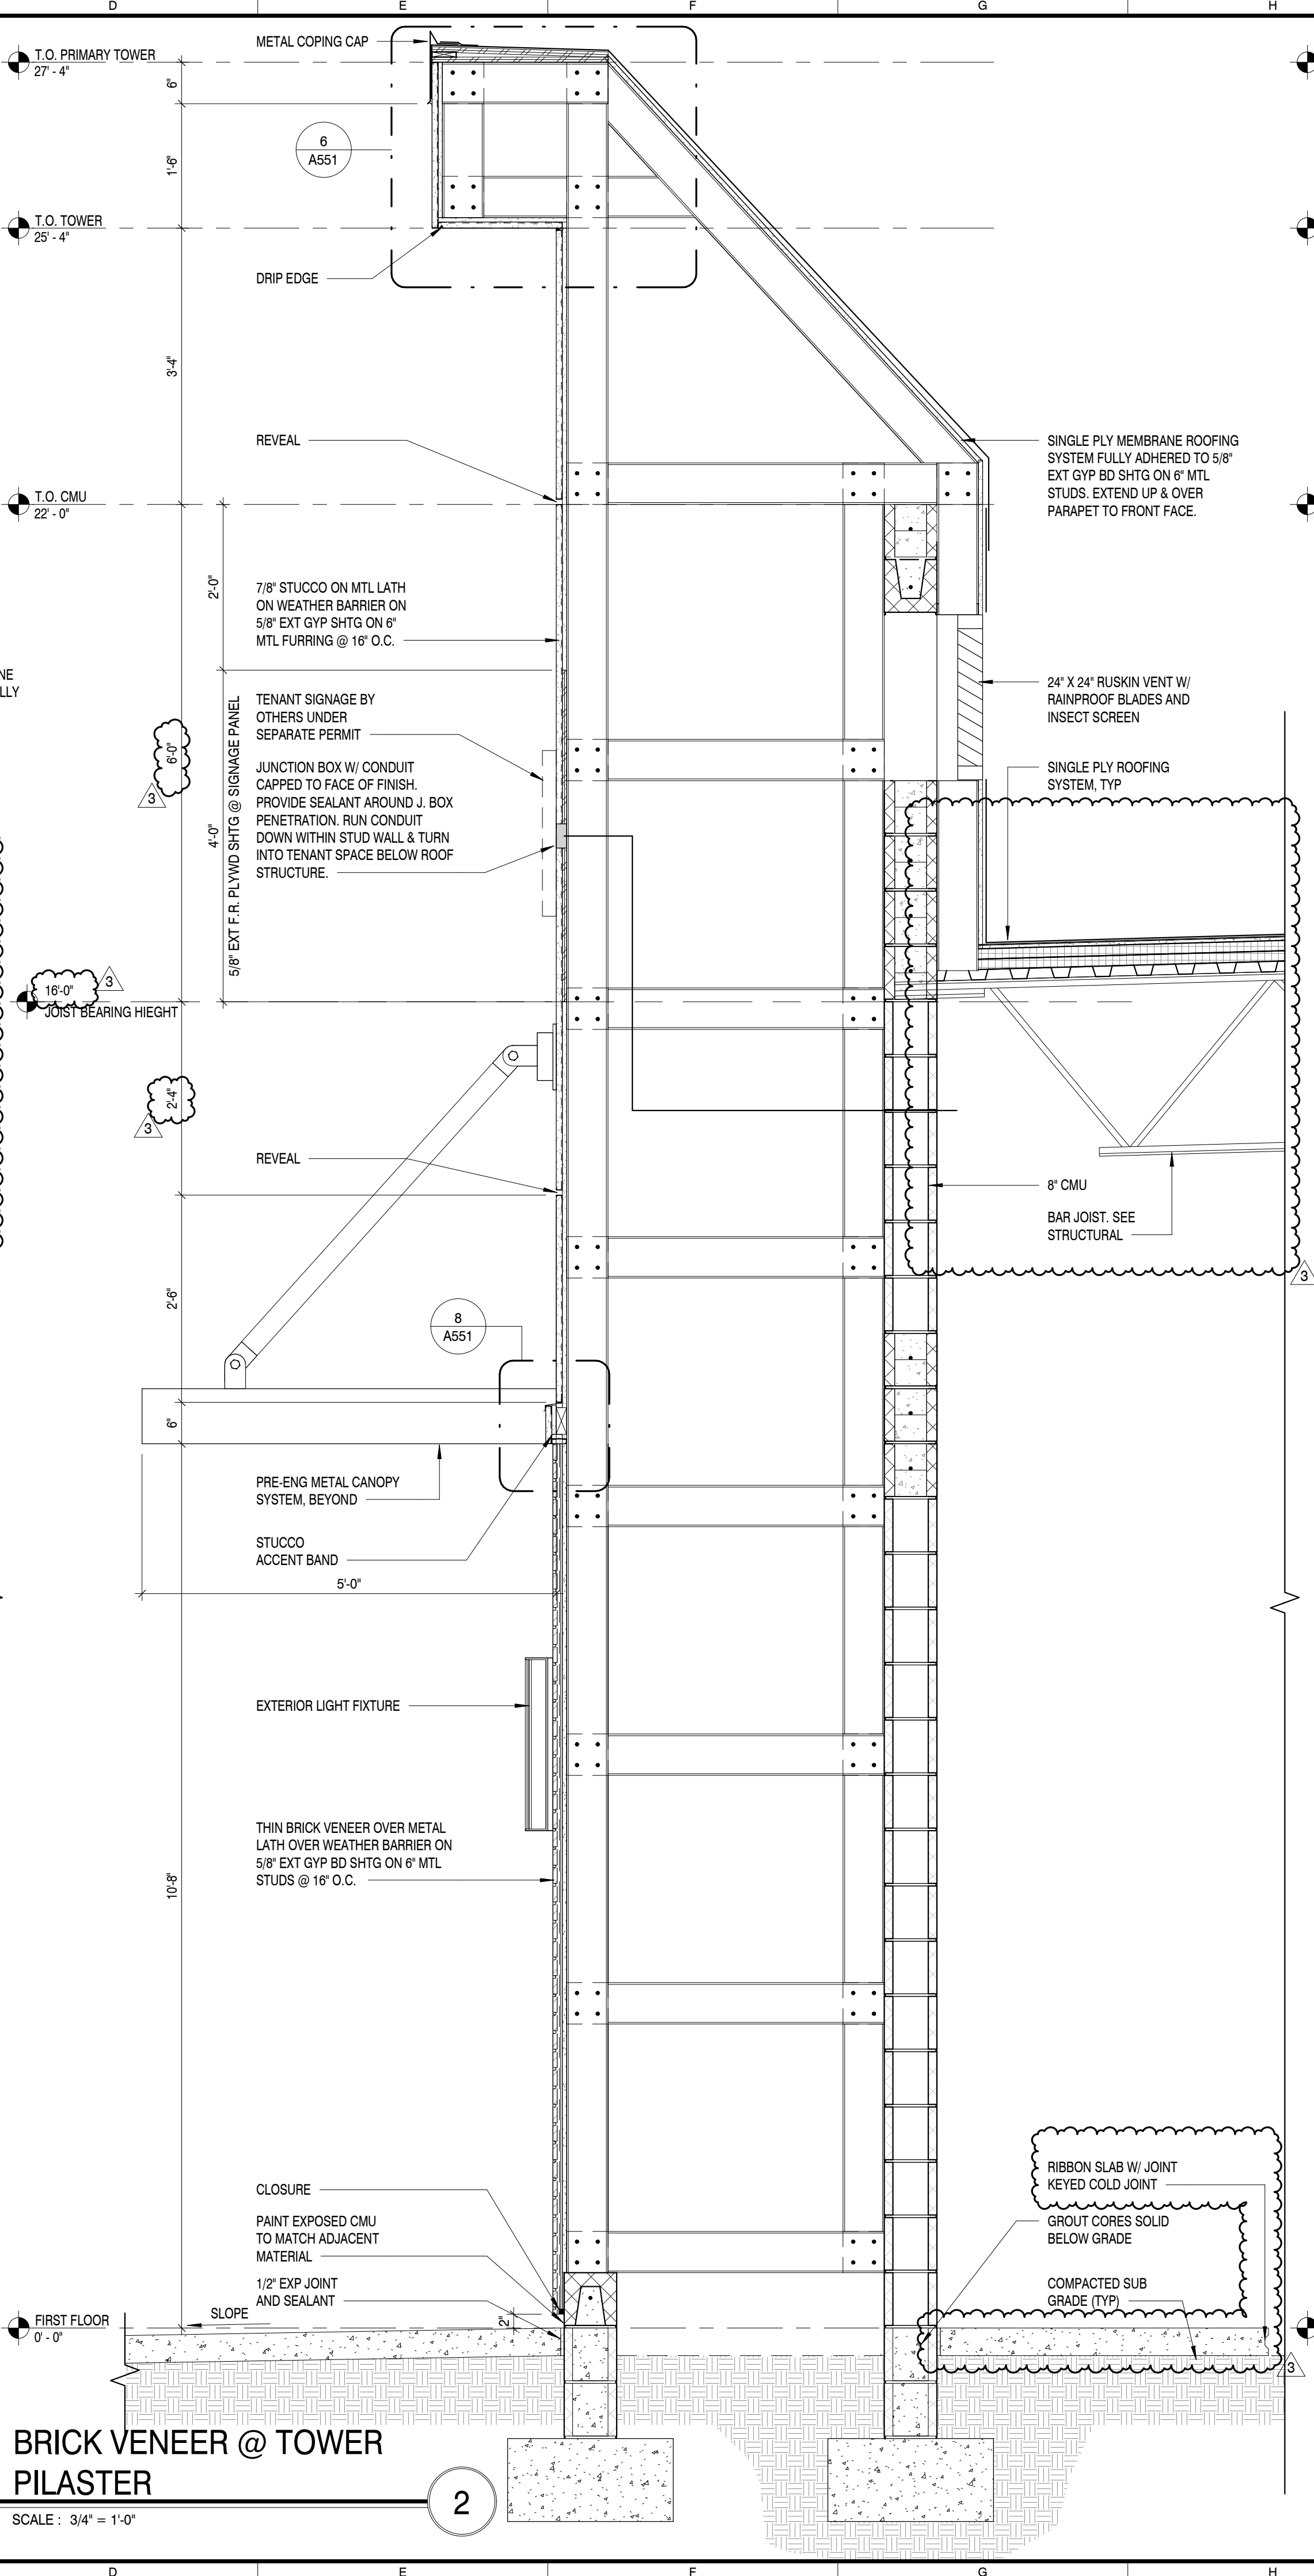 D E F G H
METAL COPING CAP
T.O. PRIMARY TOWER
27' - 4"
6"
6
A551
1'-6"
T.O. TOWER
25' - 4"
DRIP EDGE
3'-4"
REVEAL
SINGLE PLY MEMBRANE ROOFING
SYSTEM FULLY ADHERED TO 5/8"
EXT GYP BD SHTG ON 6" MTL
STUDS. EXTEND UP & OVER
PARAPET TO FRONT FACE.
T.O. CMU
22' - 0"
2'-0"
7/8" STUCCO ON MTL LATH
ON WEATHER BARRIER ON
5/8" EXT GYP SHTG ON 6"
MTL FURRING @ 16" O.C.
NE
LLY
24" X 24" RUSKIN VENT W/
RAINPROOF BLADES AND
INSECT SCREEN
TENANT SIGNAGE BY
OTHERS UNDER
SEPARATE PERMIT
6'-0"
3
4'-0"
5/8" EXT F.R. PLYWD SHTG @ SIGNAGE PANEL
JUNCTION BOX W/ CONDUIT
CAPPED TO FACE OF FINISH.
PROVIDE SEALANT AROUND J. BOX
PENETRATION. RUN CONDUIT
DOWN WITHIN STUD WALL & TURN
INTO TENANT SPACE BELOW ROOF
STRUCTURE.
SINGLE PLY ROOFING
SYSTEM, TYP
16'-0"
3
JOIST BEARING HIEGHT
2'-4"
3
REVEAL
8" CMU
BAR JOIST. SEE
STRUCTURAL
3
2'-6"
8
A551
6"
PRE-ENG METAL CANOPY
SYSTEM, BEYOND
STUCCO
ACCENT BAND
5'-0"
EXTERIOR LIGHT FIXTURE
THIN BRICK VENEER OVER METAL
LATH OVER WEATHER BARRIER ON
5/8" EXT GYP BD SHTG ON 6" MTL
STUDS @ 16" O.C.
10'-8"
CLOSURE
PAINT EXPOSED CMU
TO MATCH ADJACENT
MATERIAL
1/2" EXP JOINT
AND SEALANT
RIBBON SLAB W/ JOINT
KEYED COLD JOINT
GROUT CORES SOLID
BELOW GRADE
COMPACTED SUB
GRADE (TYP)
3
2"
SLOPE
FIRST FLOOR
0' - 0"
BRICK VENEER @ TOWER
PILASTER
2
SCALE : 3/4" = 1'-0"
D E F G H